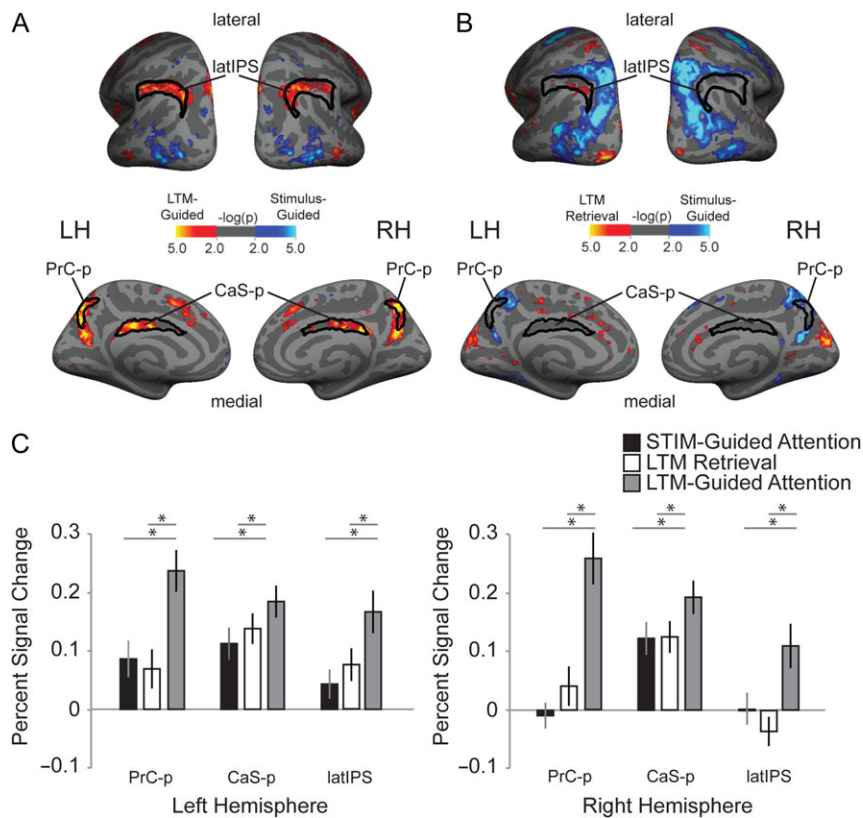 A
B
lateral
latIPS
latIPS
LTM-Guided -log(p) Stimulus-Guided
5.0 2.0 2.0 5.0
LTM Retrieval -log(p) Stimulus-Guided
5.0 2.0 2.0 5.0
LH RH LH RH
PrC-p PrC-p PrC-p PrC-p
CaS-p CaS-p
medial medial
C
STIM-Guided Attention
LTM Retrieval
LTM-Guided Attention
* * * * * *
* * * * * *
Percent Signal Change
0.3
0.2
0.1
0
–0.1
PrC-p CaS-p latIPS
Left Hemisphere
Percent Signal Change
0.3
0.2
0.1
0
–0.1
PrC-p CaS-p latIPS
Right Hemisphere